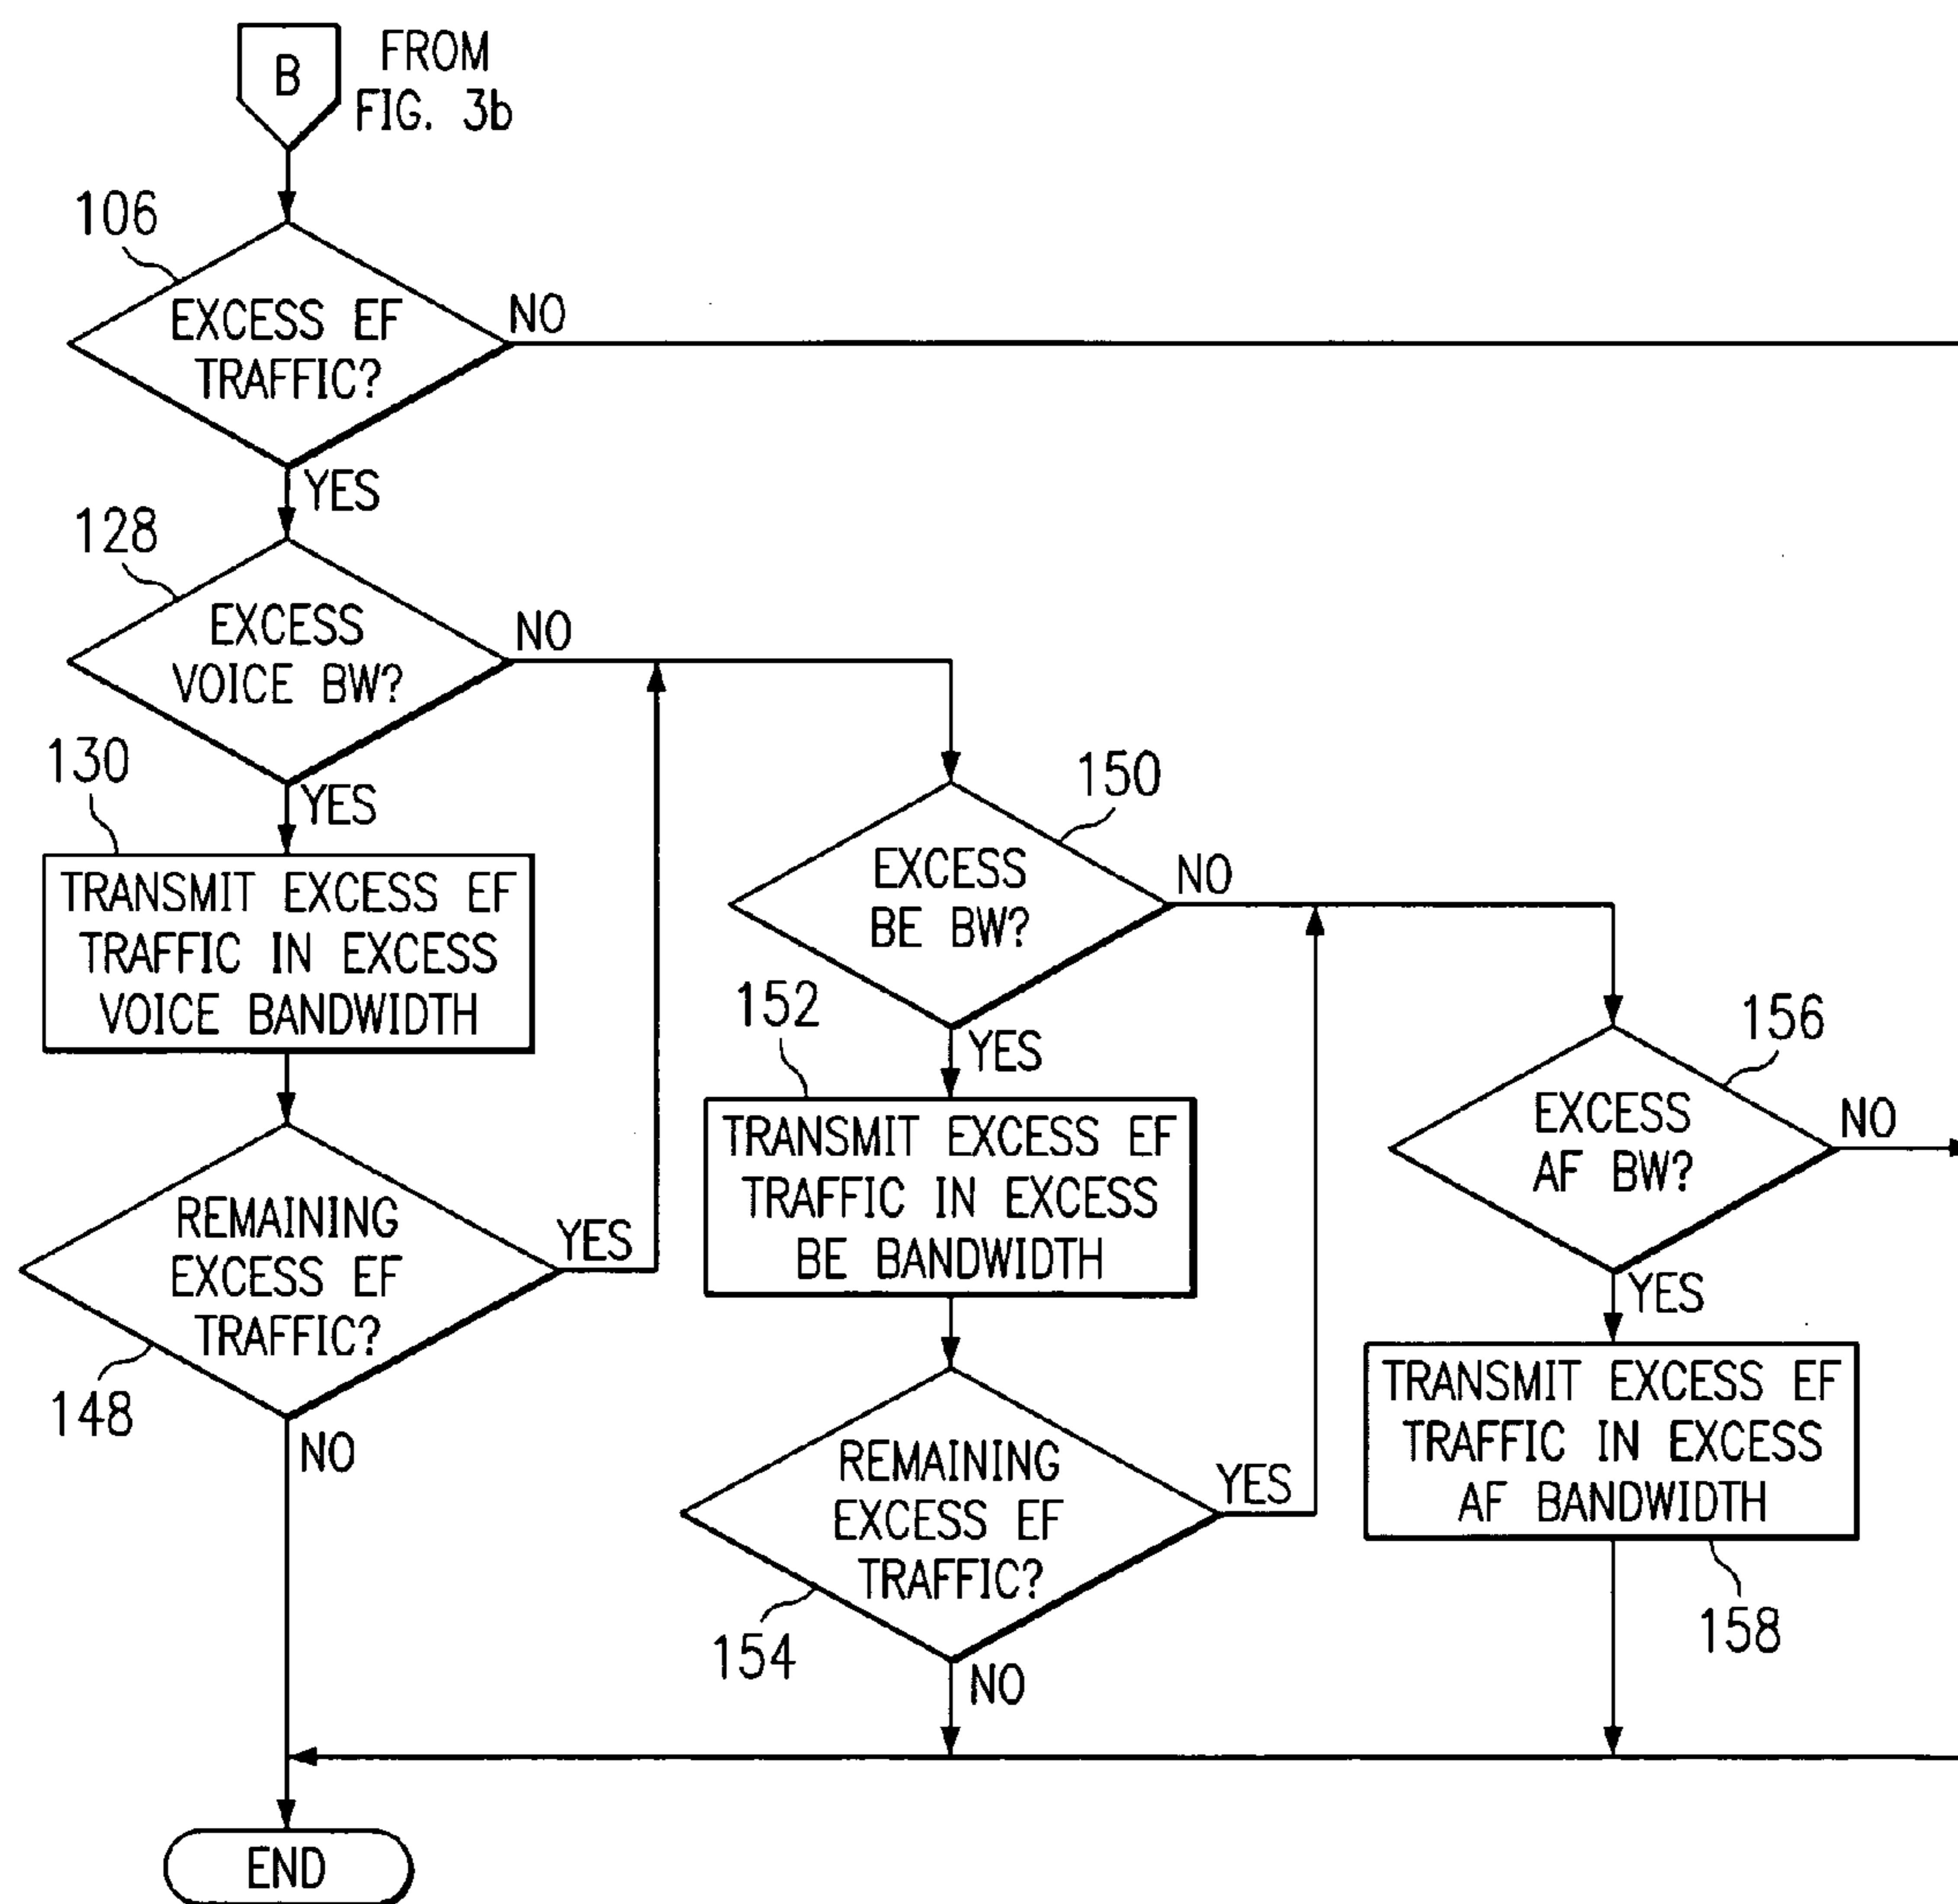 B
FROM
FIG. 3b
106
EXCESS EF
TRAFFIC?
NO
YES
128
EXCESS
VOICE BW?
NO
YES
130
TRANSMIT EXCESS EF
TRAFFIC IN EXCESS
VOICE BANDWIDTH
REMAINING
EXCESS EF
TRAFFIC?
YES
148
NO
150
EXCESS
BE BW?
NO
YES
152
TRANSMIT EXCESS EF
TRAFFIC IN EXCESS
BE BANDWIDTH
REMAINING
EXCESS EF
TRAFFIC?
YES
154
NO
156
EXCESS
AF BW?
NO
YES
TRANSMIT EXCESS EF
TRAFFIC IN EXCESS
AF BANDWIDTH
158
END